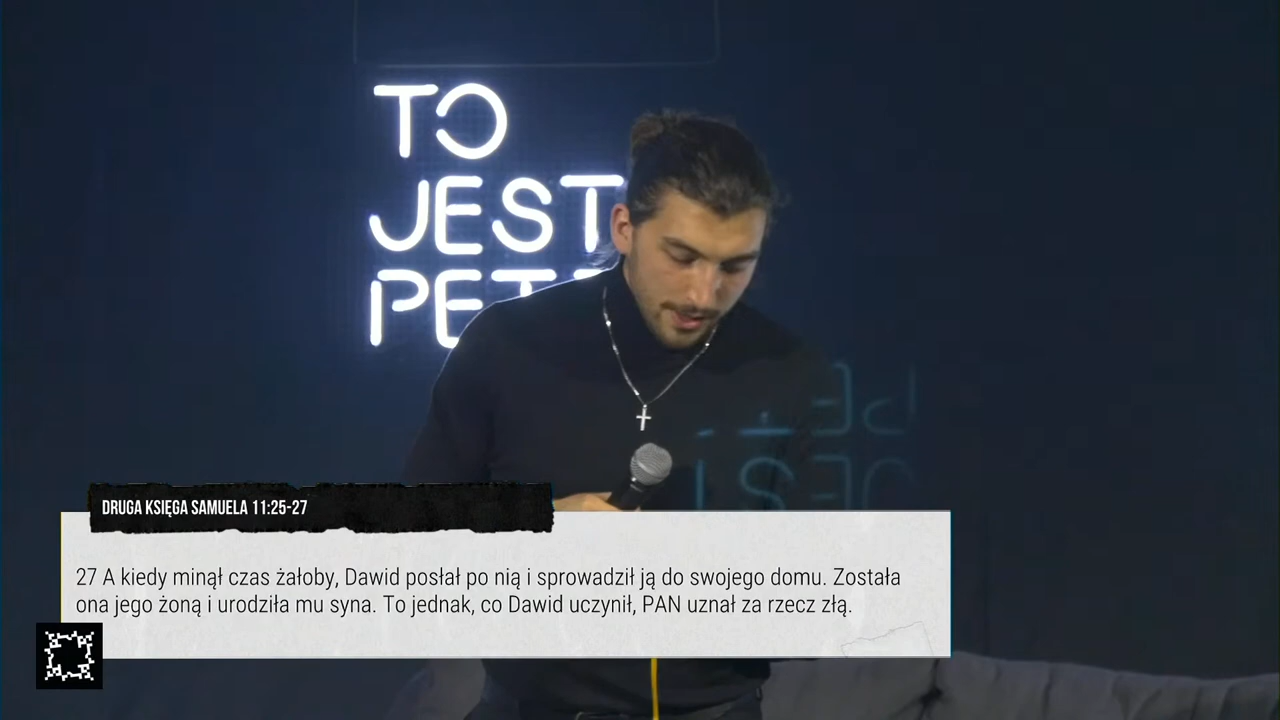 TO
JEST
DRUGA KSIĘGA SAMUELA 11:25-27
27 A kiedy minął czas żałoby, Dawid posłał po nią i sprowadził ją do swojego domu. Została
ona jego żoną i urodziła mu syna. To jednak, co Dawid uczynił, PAN uznał za rzecz złą.